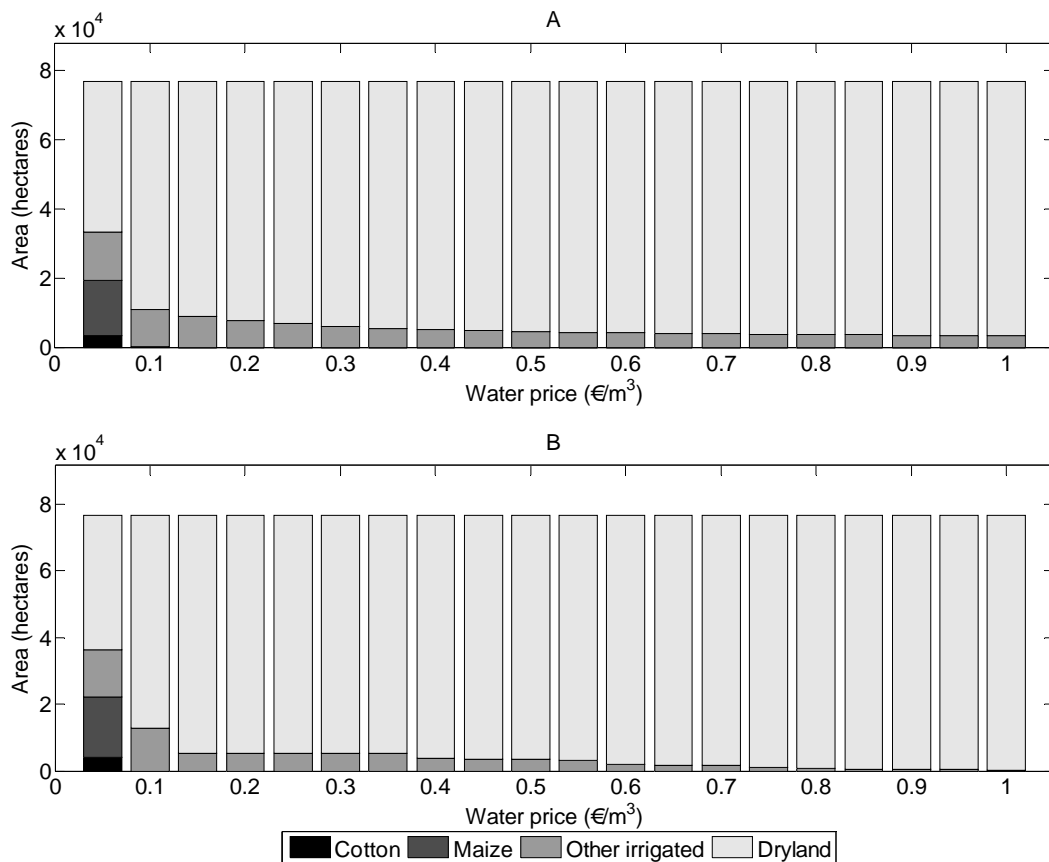 A
x 10^4
8
6
4
2
0
Area (hectares)
0 0.1 0.2 0.3 0.4 0.5 0.6 0.7 0.8 0.9 1
Water price (€/m³)
B
x 10^4
8
6
4
2
0
Area (hectares)
0 0.1 0.2 0.3 0.4 0.5 0.6 0.7 0.8 0.9 1
Water price (€/m³)
Cotton Maize Other irrigated Dryland